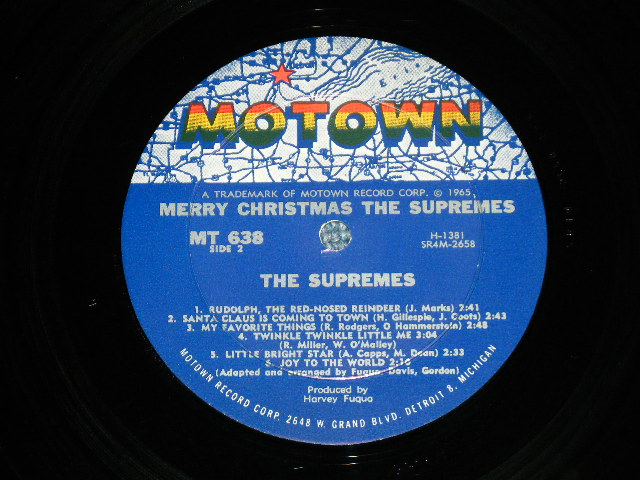 MOTOWN
A TRADEMARK OF MOTOWN RECORD CORP. © 1965
MERRY CHRISTMAS THE SUPREMES
MT 638
SIDE 2
H-1381
SR4M-2658
THE SUPREMES
1. RUDOLPH, THE RED-NOSED REINDEER (J. Marks) 2:41
2. SANTA CLAUS IS COMING TO TOWN (H. Gillespie, J. Coots) 2:43
3. MY FAVORITE THINGS (R. Rodgers, O Hammerstein) 2:48
4. TWINKLE TWINKLE LITTLE ME 3:04
(R. Miller, W. O'Malley)
5. LITTLE BRIGHT STAR (A. Capps, M. Dean) 2:33
6. JOY TO THE WORLD
(Adapted and arranged by Fuqua, Davis, Gordon)
Produced by
Harvey Fuqua
MOTOWN RECORD CORP. 2648 W. GRAND BLVD. DETROIT 8, MICHIGAN